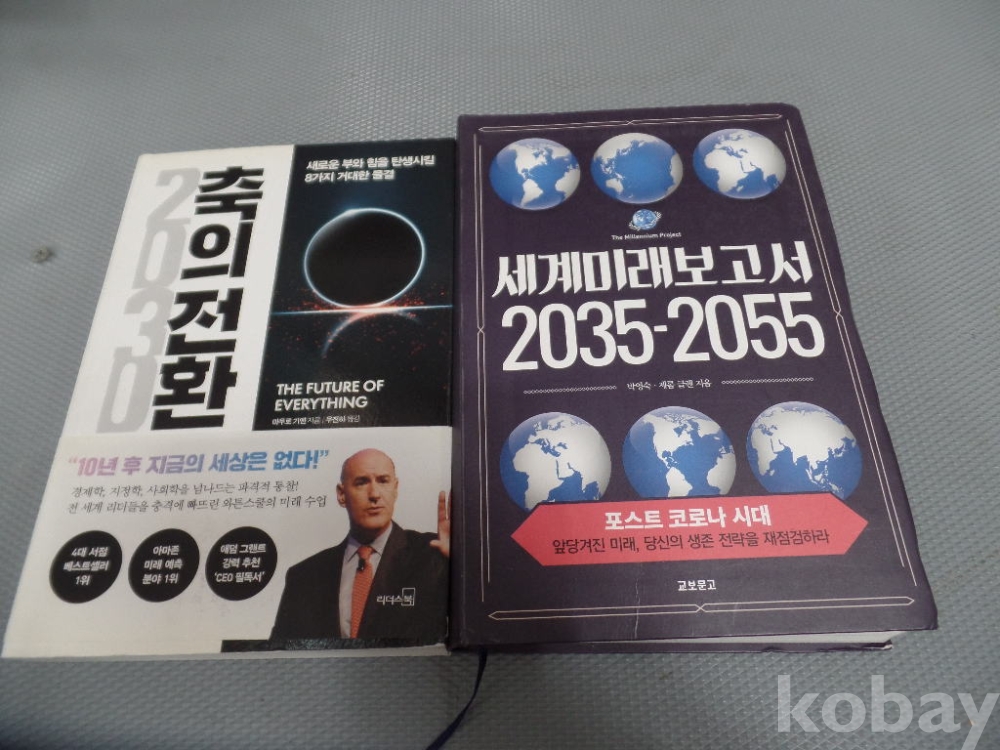 2030
축의전환
새로운 부와 힘을 탄생시킬
8가지 거대한 물결
THE FUTURE OF
EVERYTHING
마우로 기옌 지음 / 우진하 옮김
"10년 후 지금의 세상은 없다!"
경제학, 지정학, 사회학을 넘나드는 파격적 통찰!
전 세계 리더들을 충격에 빠뜨린 와튼스쿨의 미래 수업
4대 서점
베스트셀러
1위
아마존
미래 예측
분야 1위
애덤 그랜트
강력 추천
'CEO 필독서'
리더스북
The Millennium Project
세계미래보고서
2035-2055
박영숙·제롬 글렌 지음
포스트 코로나 시대
앞당겨진 미래, 당신의 생존 전략을 재점검하라
교보문고
kobay